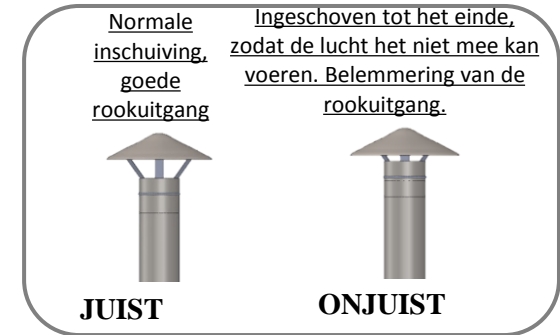 Normale
inschuiving,
goede
rookuitgang
Ingeschoven tot het einde,
zodat de lucht het niet mee kan
voeren. Belemmering van de
rookuitgang.
JUIST
ONJUIST